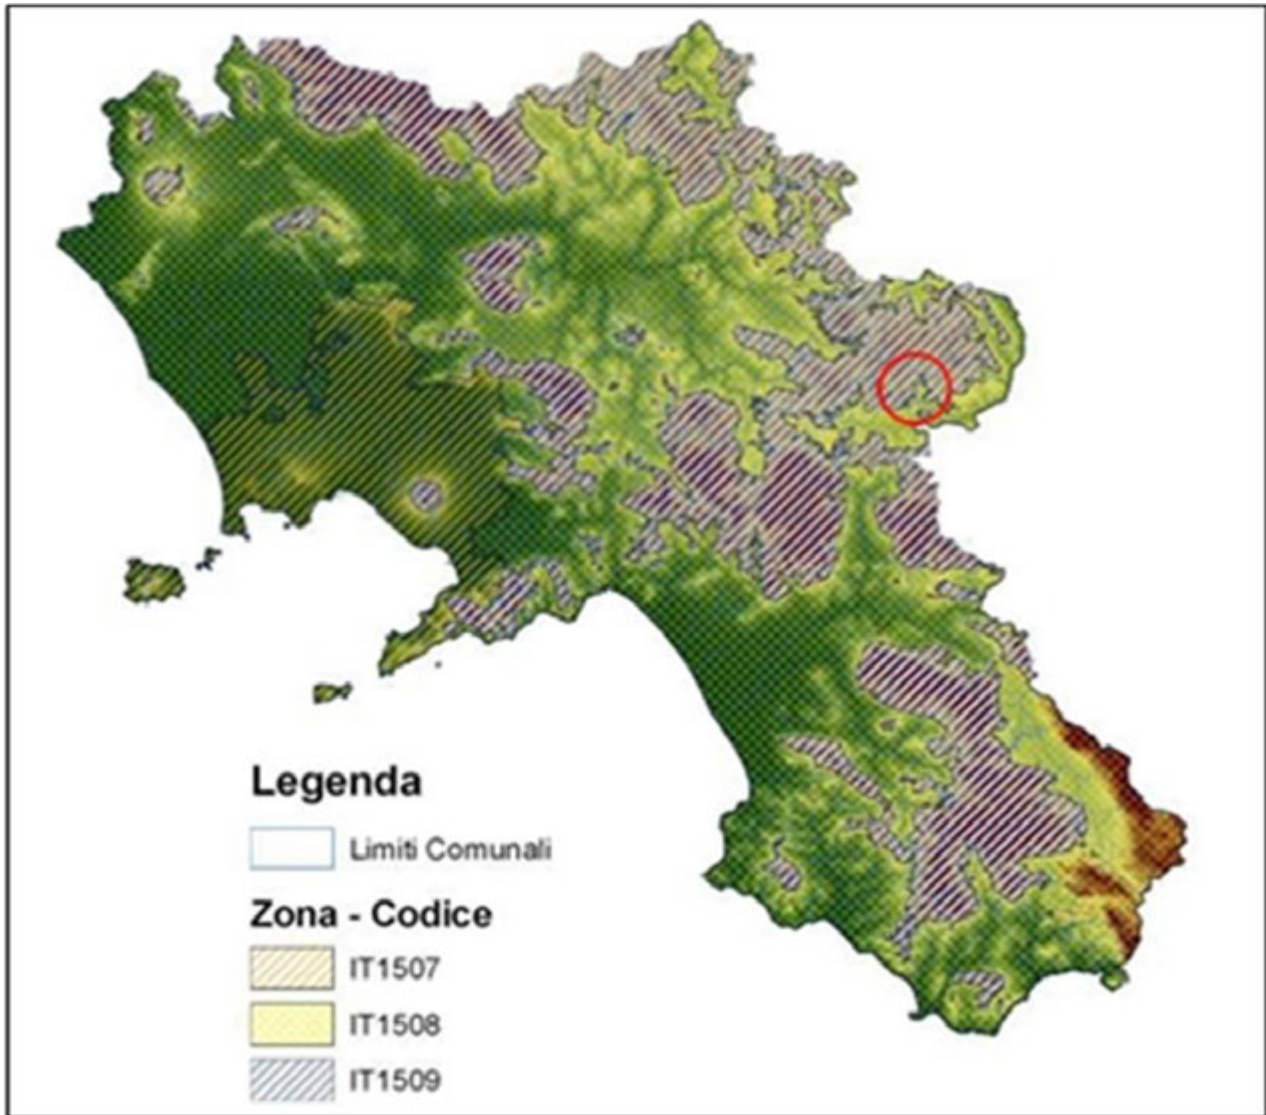 Legenda
Limiti Comunali
Zona - Codice
IT1507
IT1508
IT1509